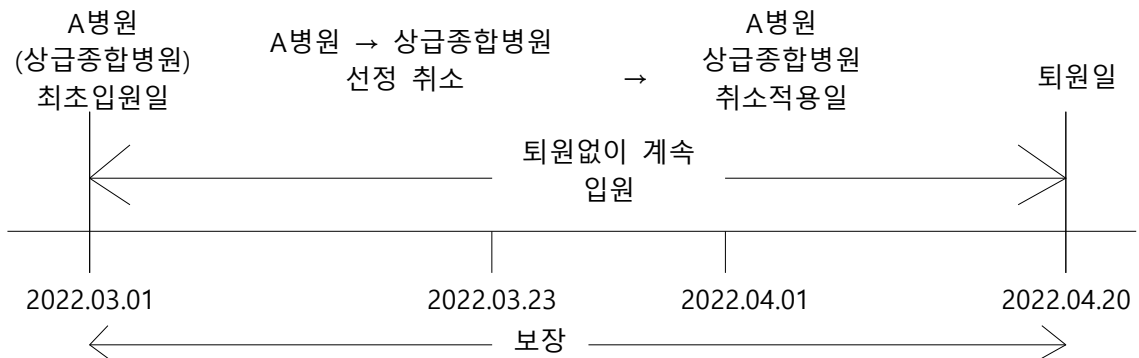 A병원
(상급종합병원)
최초입원일
A병원 → 상급종합병원
선정 취소
→
A병원
상급종합병원
취소적용일
퇴원일
퇴원없이 계속
입원
2022.03.01
2022.03.23
2022.04.01
2022.04.20
보장